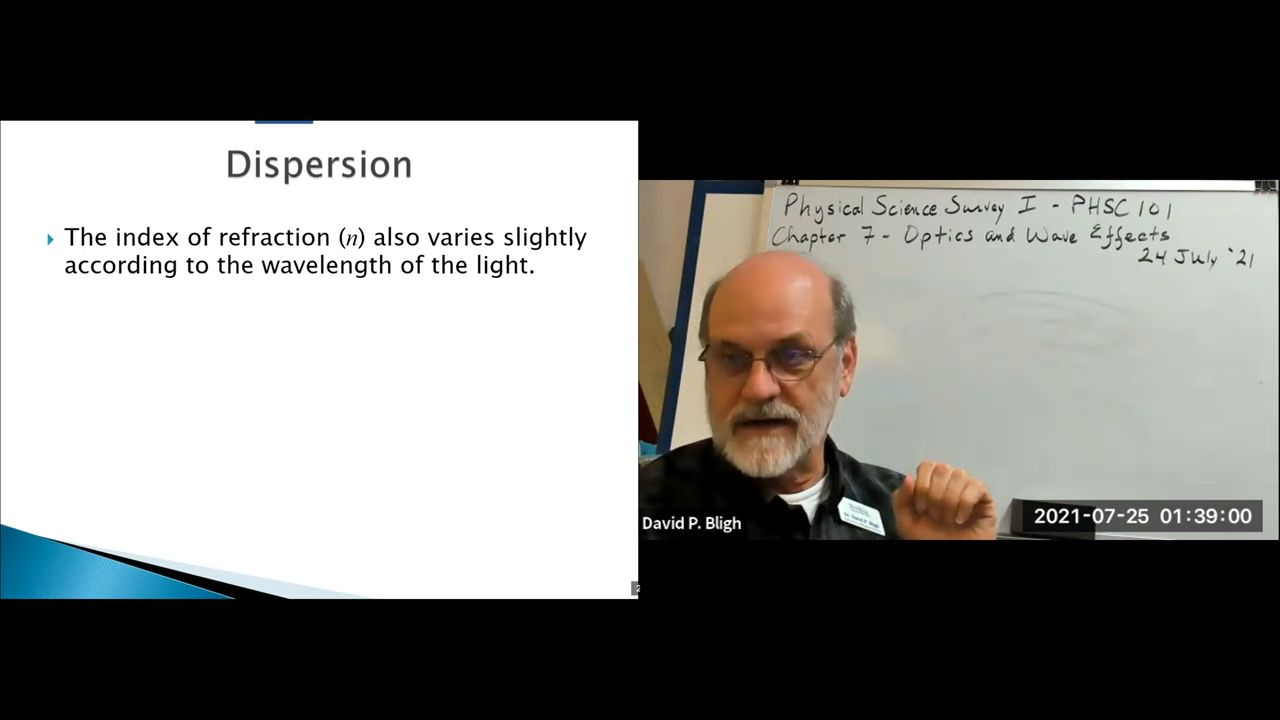 Dispersion
The index of refraction (n) also varies slightly
according to the wavelength of the light.
Physical Science Survey I - PHSC 101
Chapter 7 - Optics and Wave Effects
24 July '21
David P. Bligh
2021-07-25 01:39:00